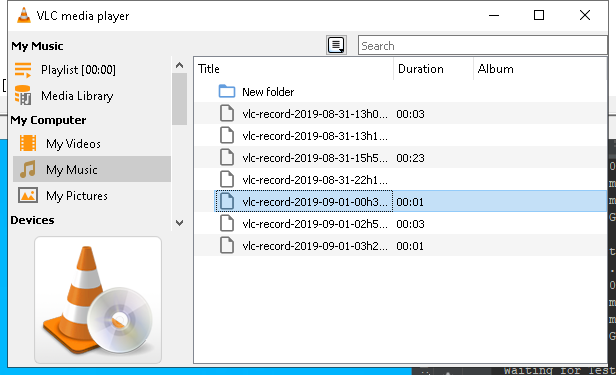 VLC media player
My Music
Search
Playlist [00:00]
Media Library
My Computer
My Videos
My Music
My Pictures
Devices
Title Duration Album
New folder
vlc-record-2019-08-31-13h0... 00:03
vlc-record-2019-08-31-13h1...
vlc-record-2019-08-31-15h5... 00:23
vlc-record-2019-08-31-22h1...
vlc-record-2019-09-01-00h3... 00:01
vlc-record-2019-09-01-02h5... 00:03
vlc-record-2019-09-01-03h2... 00:01
Waiting for